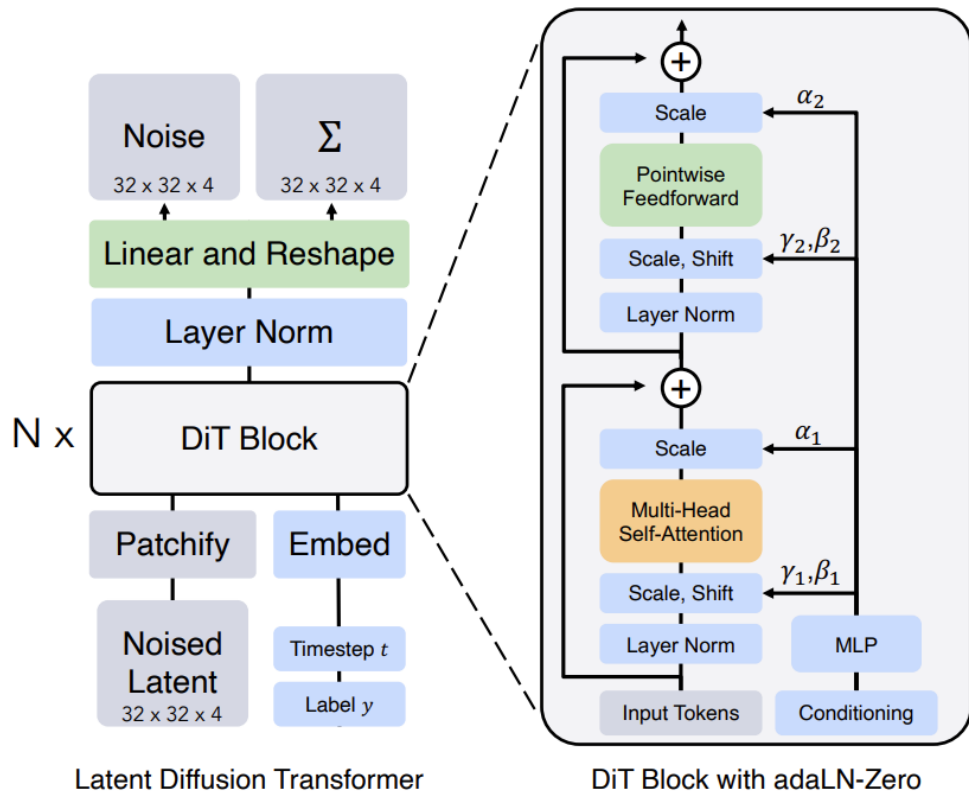 Noise
32 x 32 x 4
Σ
32 x 32 x 4
Linear and Reshape
Layer Norm
N x
DiT Block
Patchify
Embed
Noised
Latent
32 x 32 x 4
Timestep t
Label y
Latent Diffusion Transformer
+
Scale
α₂
Pointwise
Feedforward
Scale, Shift
γ₂,β₂
Layer Norm
+
Scale
α₁
Multi-Head
Self-Attention
Scale, Shift
γ₁,β₁
Layer Norm
MLP
Input Tokens
Conditioning
DiT Block with adaLN-Zero